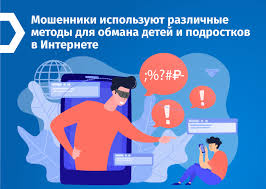 Мошенники используют различные
методы для обмана детей и подростков
в Интернете
;%?#₽-
!
!